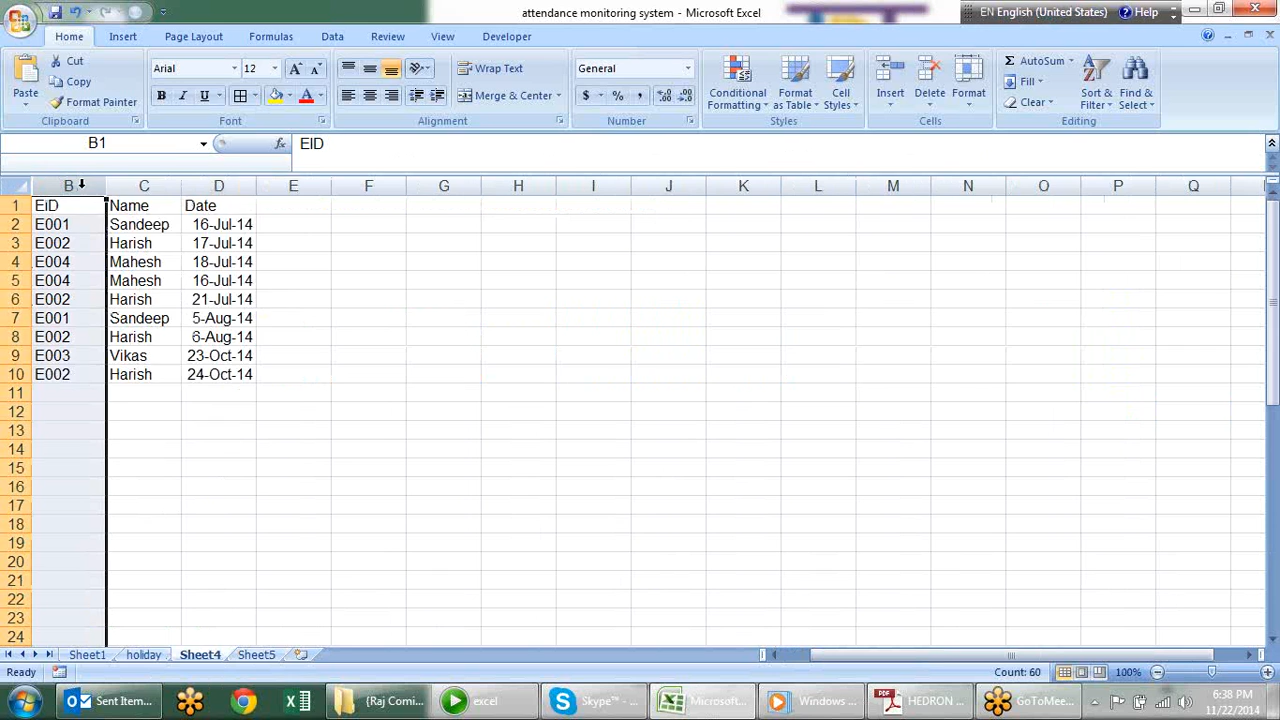 attendance monitoring system - Microsoft Excel
EN English (United States) Help
Home Insert Page Layout Formulas Data Review View Developer
Paste Cut Copy Format Painter Clipboard
Arial 12 Font
Wrap Text Merge & Center Alignment
General $ % , Number
Conditional Formatting Format as Table Cell Styles Styles
Insert Delete Format Cells
AutoSum Fill Clear Sort & Filter Find & Select Editing
B1 fx EID
B C D E F G H I J K L M N O P Q
1 EiD Name Date
2 E001 Sandeep 16-Jul-14
3 E002 Harish 17-Jul-14
4 E004 Mahesh 18-Jul-14
5 E004 Mahesh 16-Jul-14
6 E002 Harish 21-Jul-14
7 E001 Sandeep 5-Aug-14
8 E002 Harish 6-Aug-14
9 E003 Vikas 23-Oct-14
10 E002 Harish 24-Oct-14
11
12
13
14
15
16
17
18
19
20
21
22
23
24
Sheet1 holiday Sheet4 Sheet5
Ready Count: 60 100%
Sent Item... (Raj Comi... excel Skype™ - ... Microsoft... Windows ... HEDRON ... GoToMee... 6:38 PM
11/22/2014